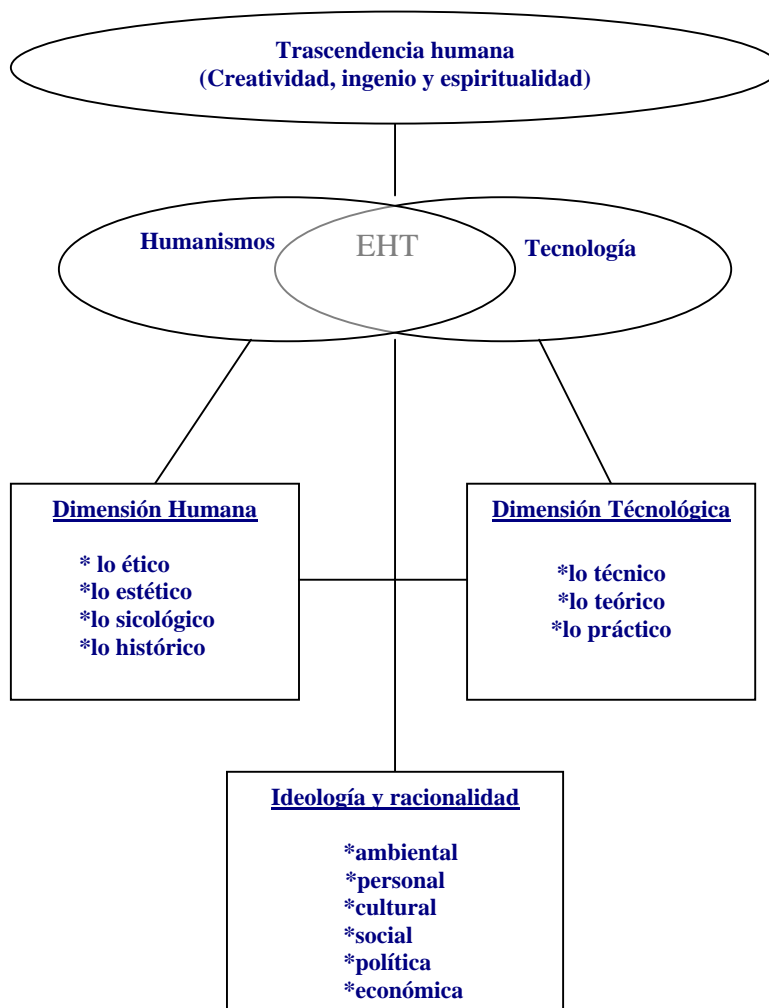 Trascendencia humana
(Creatividad, ingenio y espiritualidad)
Humanismos
EHT
Tecnología
Dimensión Humana
* lo ético
*lo estético
*lo sicológico
*lo histórico
Dimensión Técnológica
*lo técnico
*lo teórico
*lo práctico
Ideología y racionalidad
*ambiental
*personal
*cultural
*social
*política
*económica